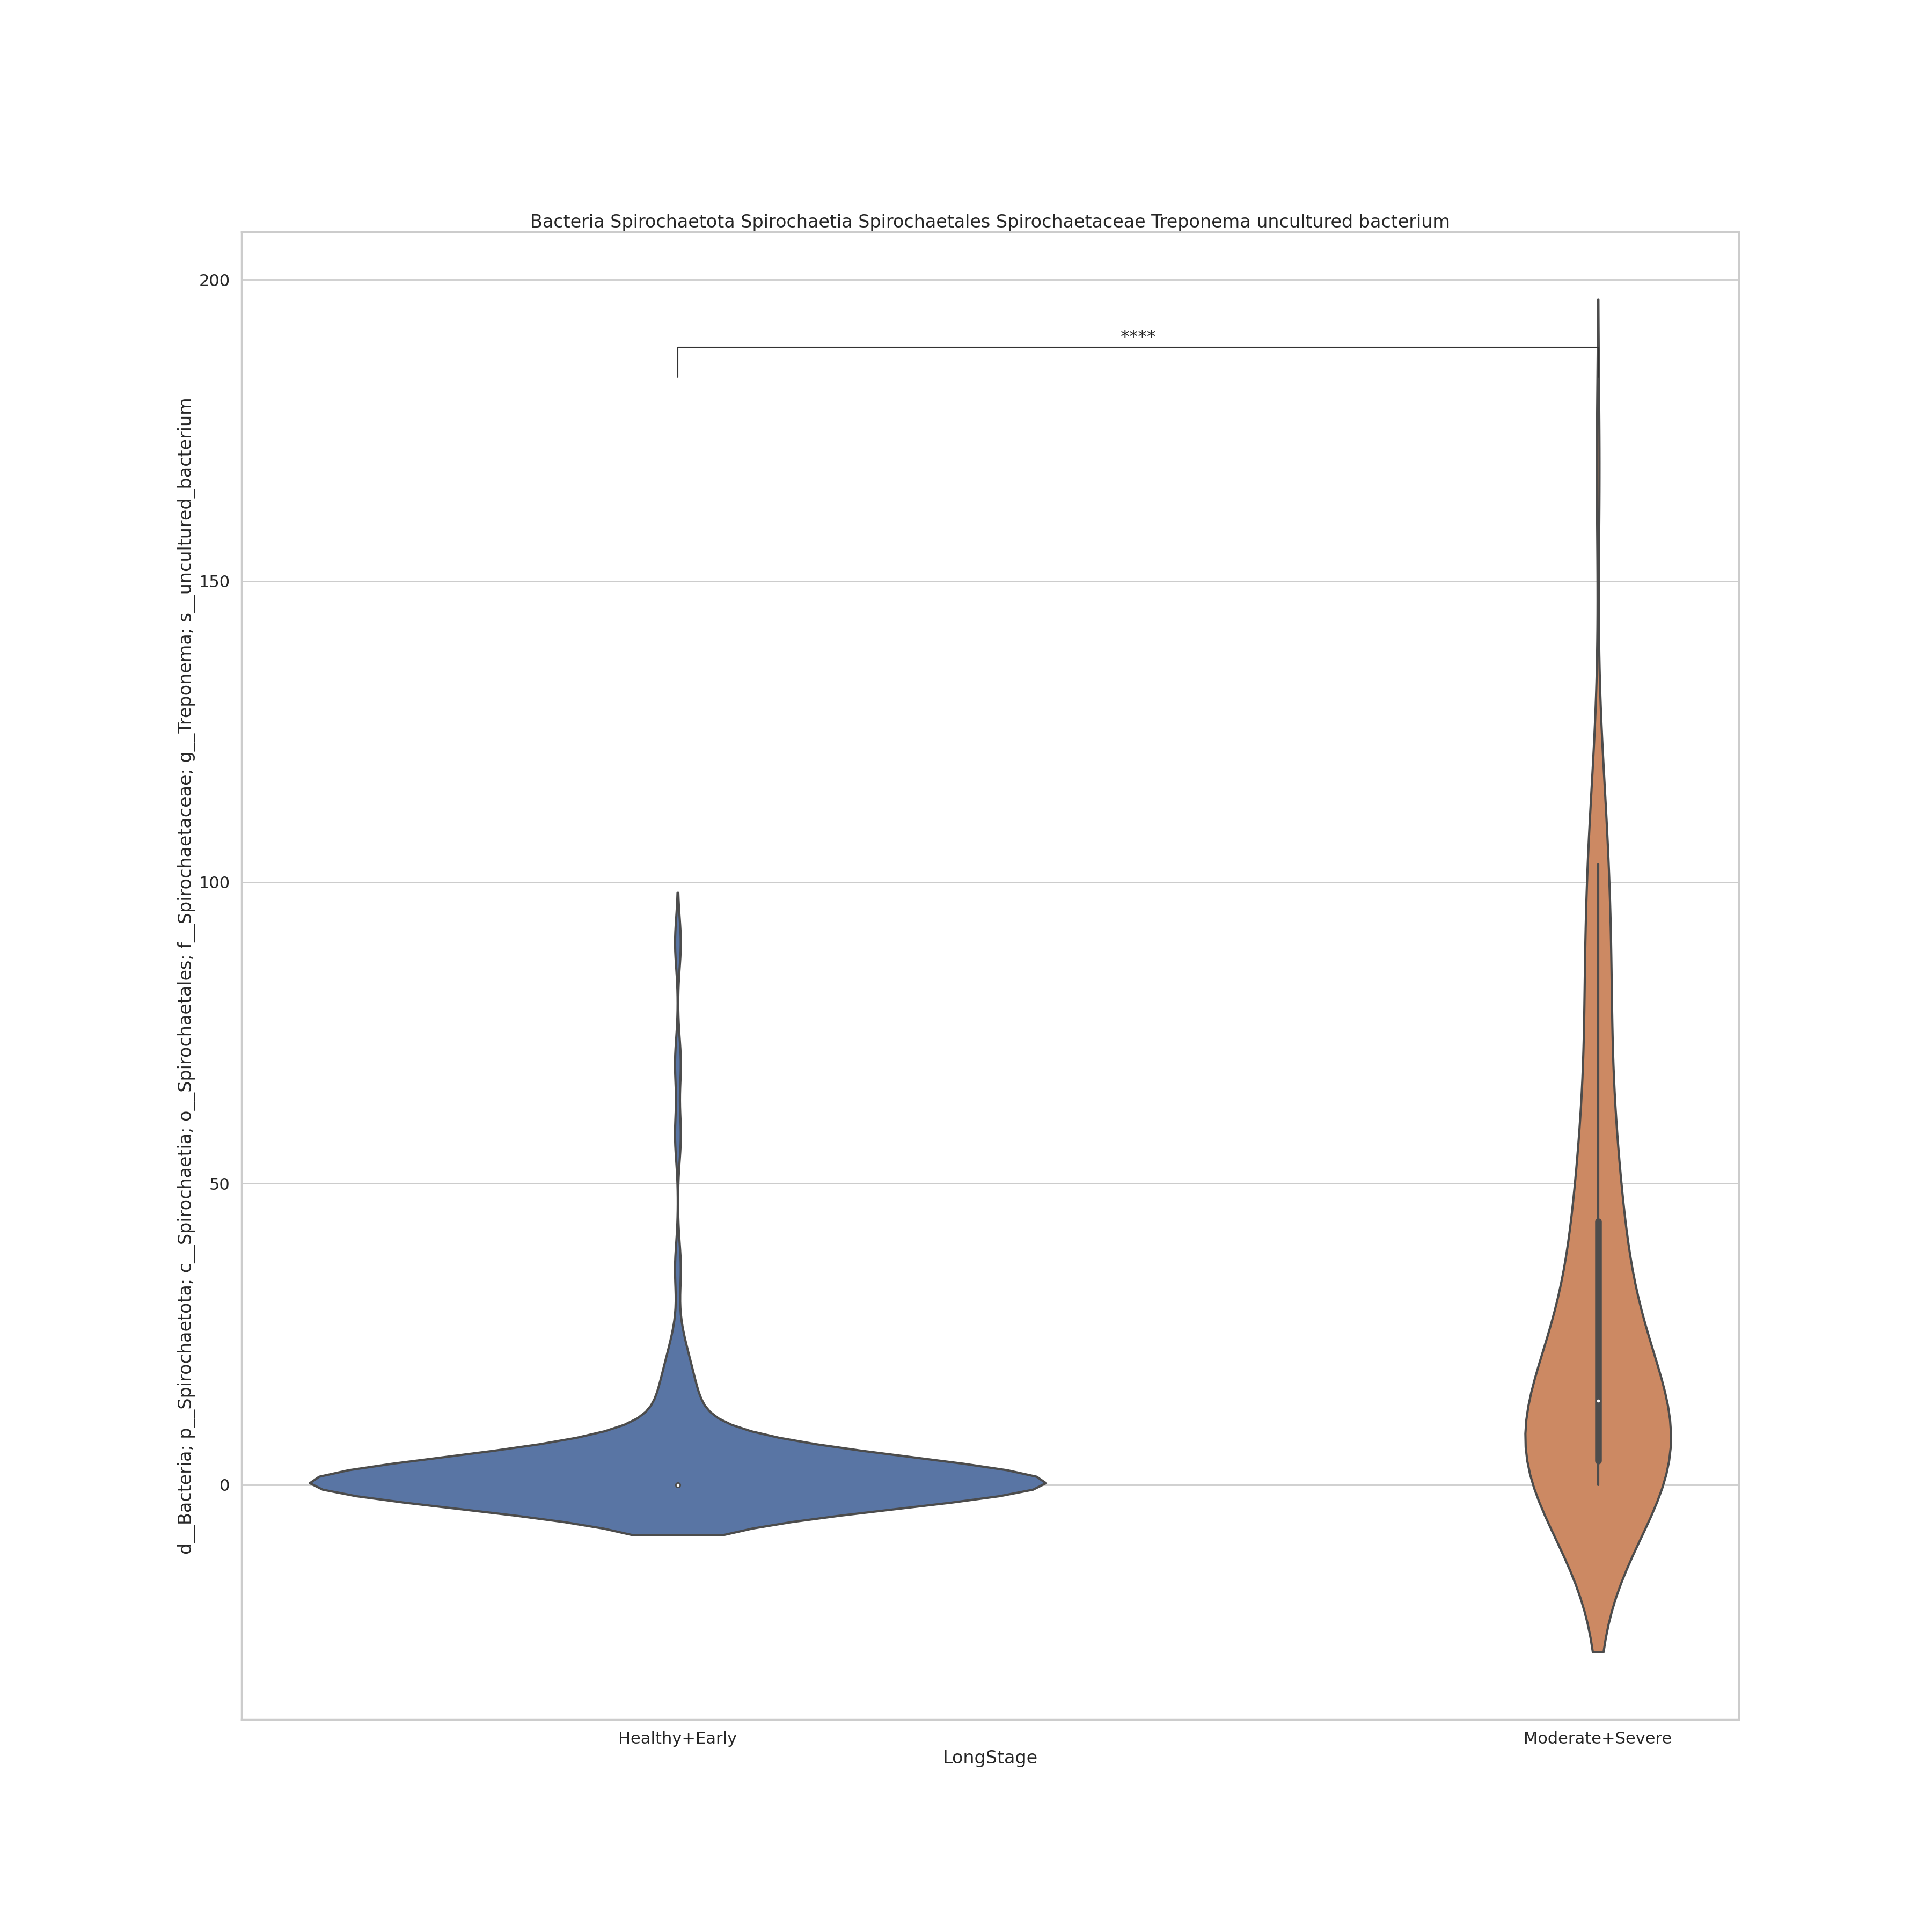 Bacteria Spirochaetota Spirochaetia Spirochaetales Spirochaetaceae Treponema uncultured bacterium
d__Bacteria; p__Spirochaetota; c__Spirochaetia; o__Spirochaetales; f__Spirochaetaceae; g__Treponema; s__uncultured_bacterium
200
150
100
50
0
****
Healthy+Early
Moderate+Severe
LongStage